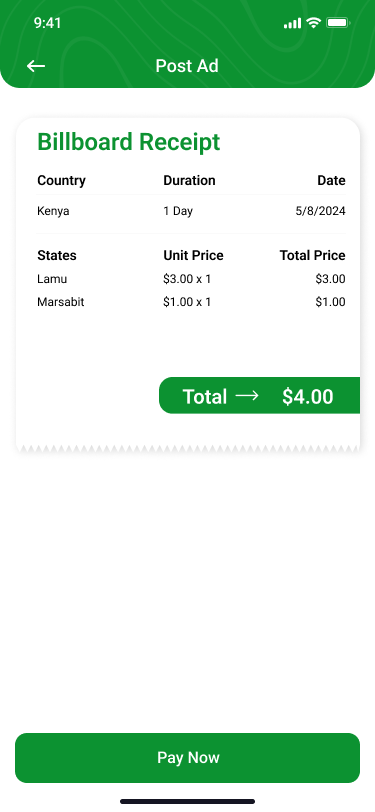 9:41
Post Ad
Billboard Receipt
Country Duration Date
Kenya 1 Day 5/8/2024
States Unit Price Total Price
Lamu $3.00 x 1 $3.00
Marsabit $1.00 x 1 $1.00
Total → $4.00
Pay Now